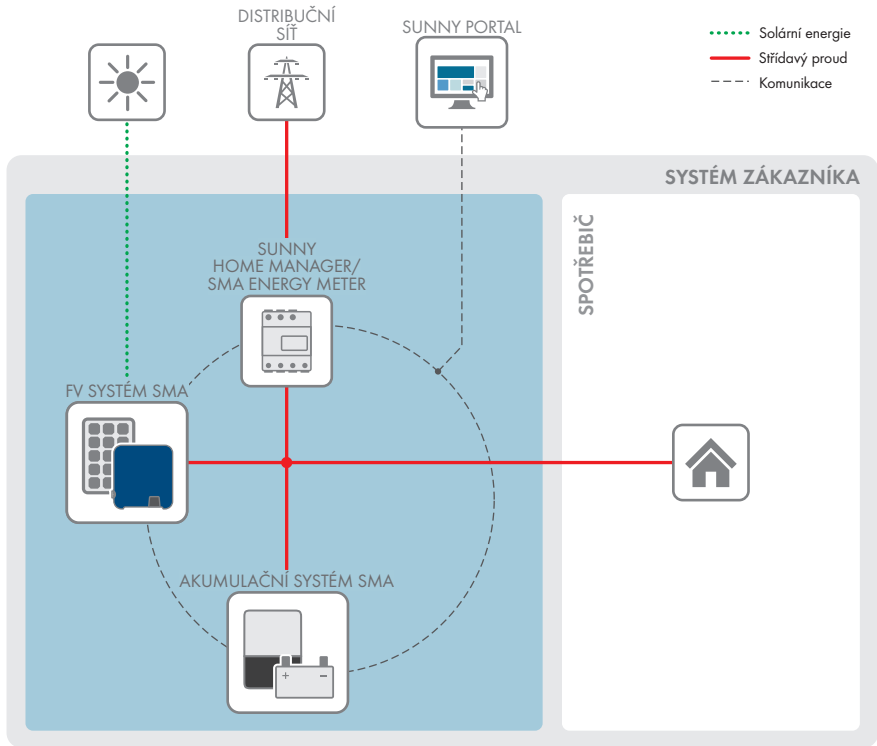 DISTRIBUČNÍ
SÍŤ
SUNNY PORTAL
Solární energie
Střídavý proud
Komunikace
SYSTÉM ZÁKAZNÍKA
SPOTŘEBIČ
SUNNY
HOME MANAGER/
SMA ENERGY METER
FV SYSTÉM SMA
AKUMULAČNÍ SYSTÉM SMA
+ −